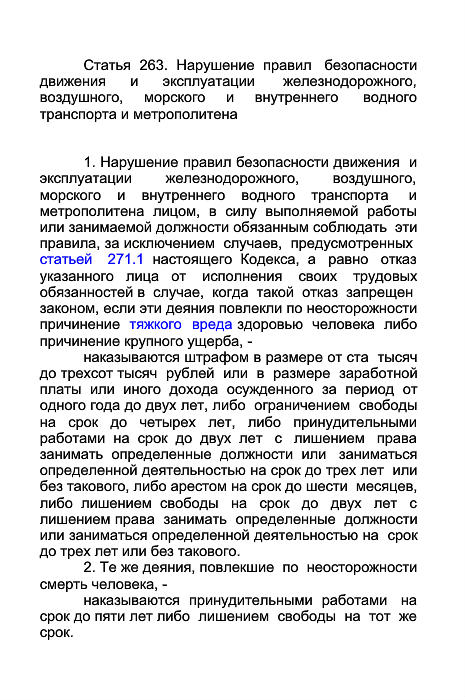 Статья 263. Нарушение правил безопасности
движения и эксплуатации железнодорожного,
воздушного, морского и внутреннего водного
транспорта и метрополитена
1. Нарушение правил безопасности движения и
эксплуатации железнодорожного, воздушного,
морского и внутреннего водного транспорта и
метрополитена лицом, в силу выполняемой работы
или занимаемой должности обязанным соблюдать эти
правила, за исключением случаев, предусмотренных
статьей 271.1 настоящего Кодекса, а равно отказ
указанного лица от исполнения своих трудовых
обязанностей в случае, когда такой отказ запрещен
законом, если эти деяния повлекли по неосторожности
причинение тяжкого вреда здоровью человека либо
причинение крупного ущерба, -
наказываются штрафом в размере от ста тысяч
до трехсот тысяч рублей или в размере заработной
платы или иного дохода осужденного за период от
одного года до двух лет, либо ограничением свободы
на срок до четырех лет, либо принудительными
работами на срок до двух лет с лишением права
занимать определенные должности или заниматься
определенной деятельностью на срок до трех лет или
без такового, либо арестом на срок до шести месяцев,
либо лишением свободы на срок до двух лет с
лишением права занимать определенные должности
или заниматься определенной деятельностью на срок
до трех лет или без такового.
2. Те же деяния, повлекшие по неосторожности
смерть человека, -
наказываются принудительными работами на
срок до пяти лет либо лишением свободы на тот же
срок.